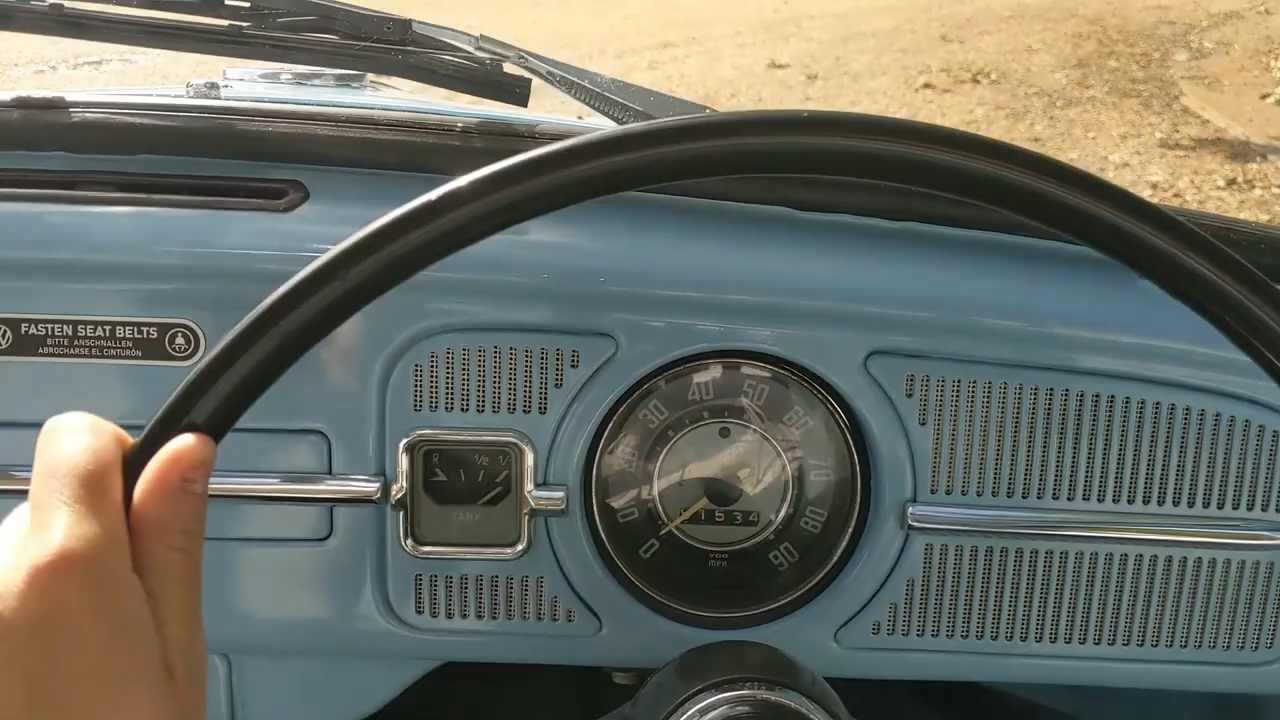 FASTEN SEAT BELTS
BITTE ANSCHNALLEN
ABROCHARSE EL CINTURÓN
R 1/2 1/1
TANK
0
30
40
50
60
70
80
90
1534
VDO
MPH